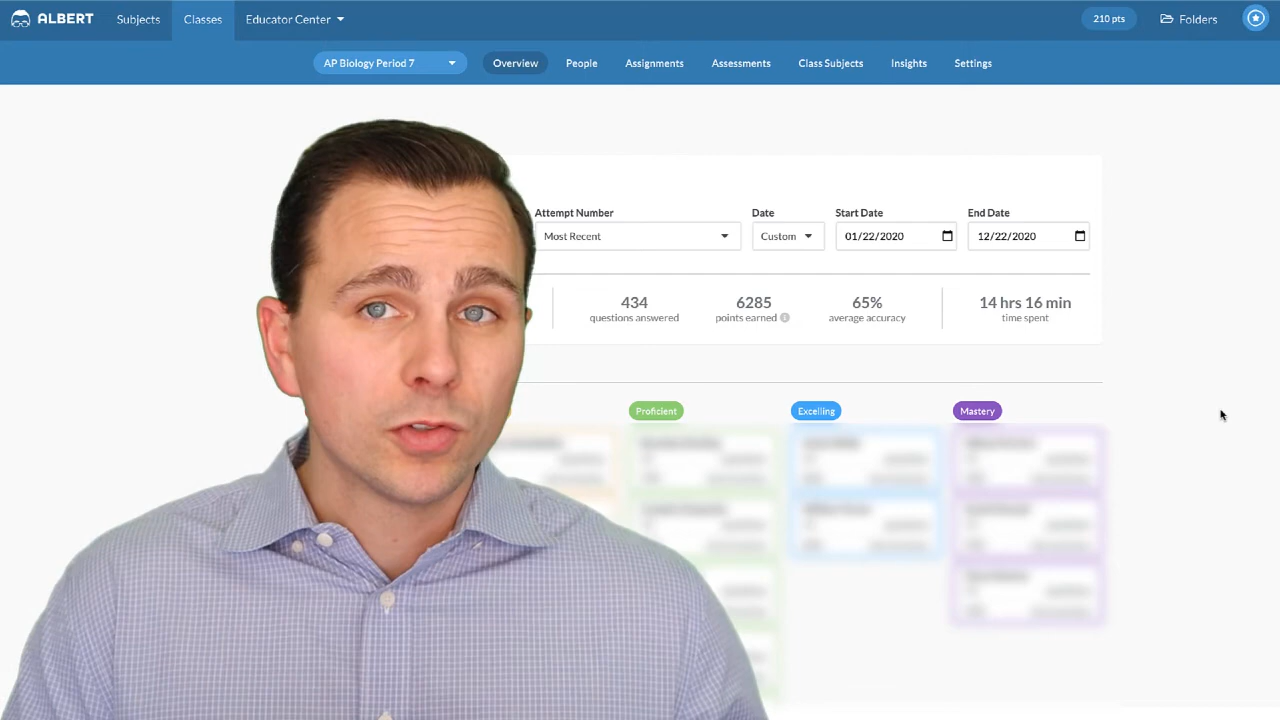 ALBERT Subjects Classes Educator Center 210 pts Folders
AP Biology Period 7 Overview People Assignments Assessments Class Subjects Insights Settings
Attempt Number Date Start Date End Date
Most Recent Custom 01/22/2020 12/22/2020
434 6285 65% 14 hrs 16 min
questions answered points earned average accuracy time spent
Proficient Excelling Mastery